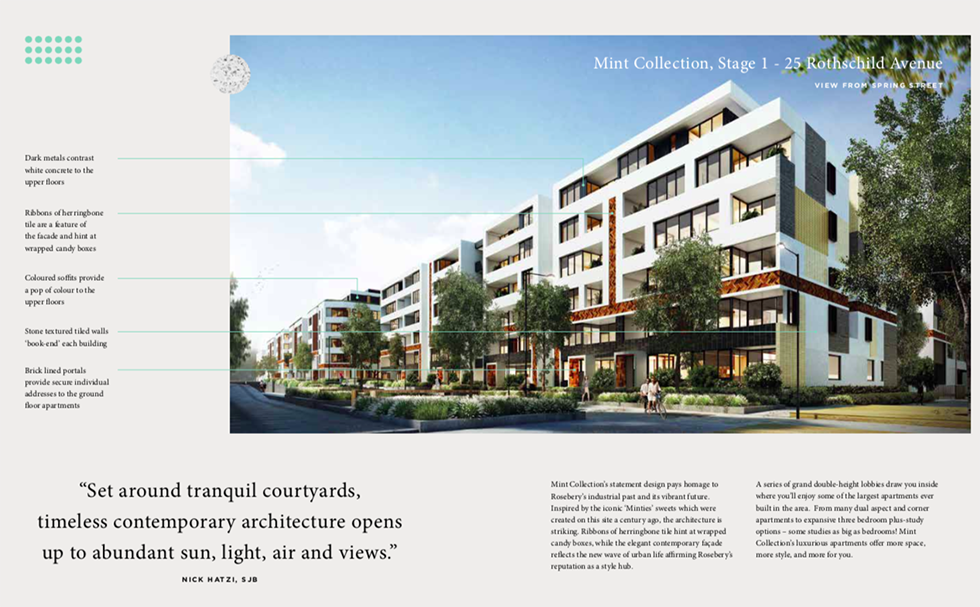 Mint Collection, Stage 1 - 25 Rothschild Avenue
VIEW FROM SPRING STREET
Dark metals contrast
white concrete to the
upper floors
Ribbons of herringbone
tile are a feature of
the facade and hint at
wrapped candy boxes
Coloured soffits provide
a pop of colour to the
upper floors
Stone textured tiled walls
'book-end' each building
Brick lined portals
provide secure individual
addresses to the ground
floor apartments
“Set around tranquil courtyards,
timeless contemporary architecture opens
up to abundant sun, light, air and views.”
NICK HATZI, SJB
Mint Collection's statement design pays homage to
Rosebery's industrial past and its vibrant future.
Inspired by the iconic 'Minties' sweets which were
created on this site a century ago, the architecture is
striking. Ribbons of herringbone tile hint at wrapped
candy boxes, while the elegant contemporary façade
reflects the new wave of urban life affirming Rosebery's
reputation as a style hub.
A series of grand double-height lobbies draw you inside
where you'll enjoy some of the largest apartments ever
built in the area. From many dual aspect and corner
apartments to expansive three bedroom plus-study
options – some studies as big as bedrooms! Mint
Collection's luxurious apartments offer more space,
more style, and more for you.